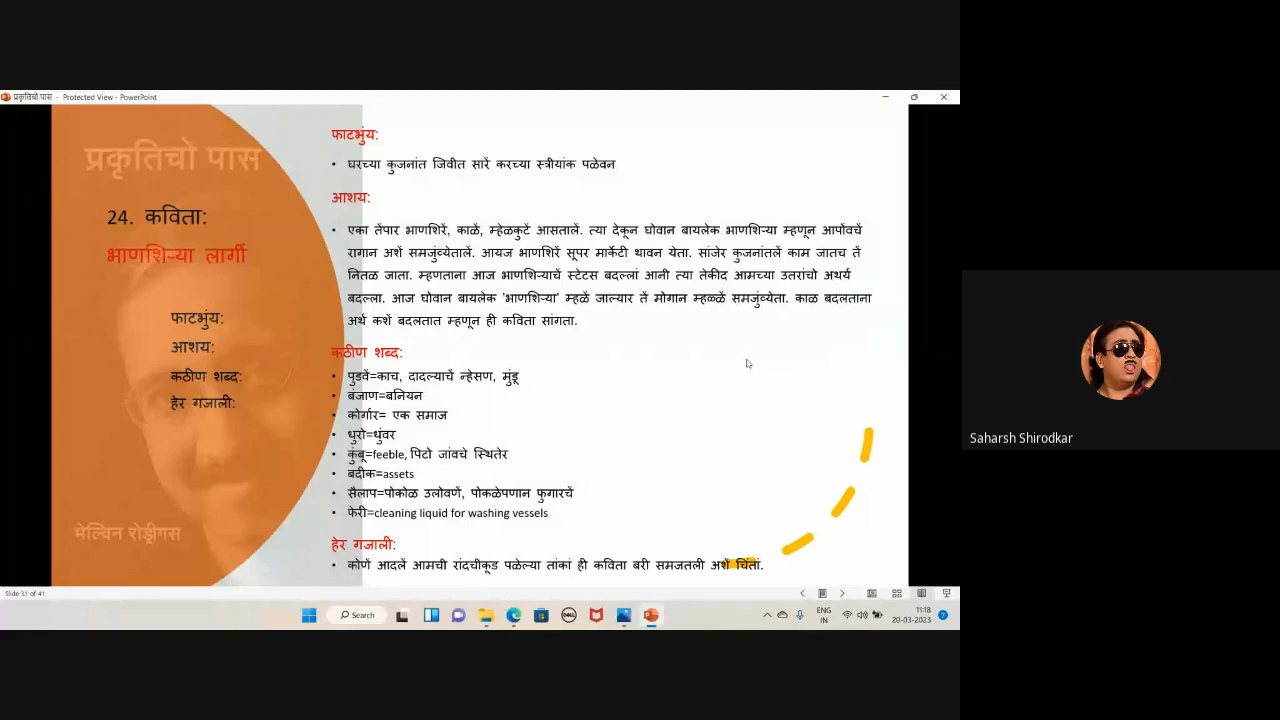 प्रकृतिचो पास - Protected View - PowerPoint
प्रकृतिचो पास
24. कविता:
भाणशिऱ्या लागीं
फाटभुंय:
आशय:
कठीण शब्द:
हेर गजाली:
मेल्विन रोड्रीगस
फाटभुंय:
• घरच्या कुजनांत जिवीत सारें करच्या स्त्रीयांक पळेवन
आशय:
• एका तेंपार भाणशिरें, काळें, म्हेळकुटें आसतालें. त्या देकून घोवान बायलेक भाणशिऱ्या म्हणून आपोंवचें
रागान अशें समजुंव्येतालें. आयज भाणशिरें सूपर मार्केटी थावन येता. सांजेर कुजनांतलें काम जातच तें
नितळ जाता. म्हणताना आज भाणशिऱ्याचें स्टेटस बदल्लां आनी त्या तेकीद आमच्या उतरांचो अथर्य
बदल्ला. आज घोवान बायलेक 'भाणशिऱ्या' म्हळें जाल्यार तें मोगान म्हळ्ळें समजुंव्येता. काळ बदलताना
अर्थ कशें बदलतात म्हणून ही कविता सांगता.
कठीण शब्द:
• पुडवें=काच, दादल्याचें न्हेसण, मुंडू
• बंजाण=बनियन
• कोर्गार= एक समाज
• धुरो=धुंवर
• कुंबू=feeble, पिटो जांवचे स्थितेर
• बदीक=assets
• सैलाप=पोकोळ उलोवणें, पोकळेपणान फुगारचें
• फेरी=cleaning liquid for washing vessels
हेर गजाली:
• कोणें आदलें आमची रांदचीकूड पळेल्या तांकां ही कविता बरी समजतली अशें चिंतां.
Saharsh Shirodkar
Slide 31 of 41
Search
ENG
IN
11:18
20-03-2023
7